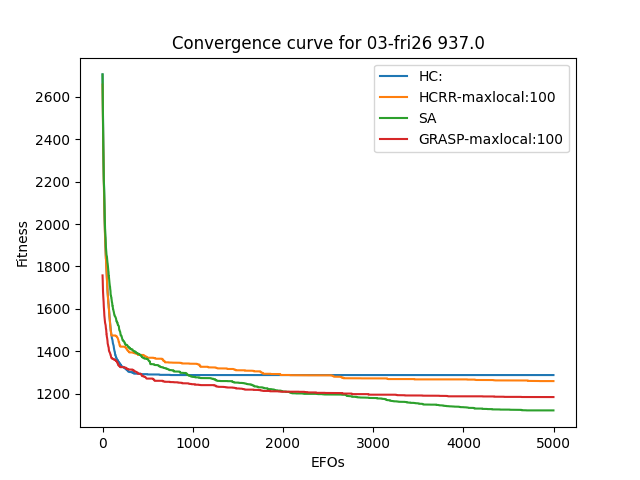 Convergence curve for 03-fri26 937.0
HC:
HCRR-maxlocal:100
SA
GRASP-maxlocal:100
Fitness
2600
2400
2200
2000
1800
1600
1400
1200
0 1000 2000 3000 4000 5000
EFOs